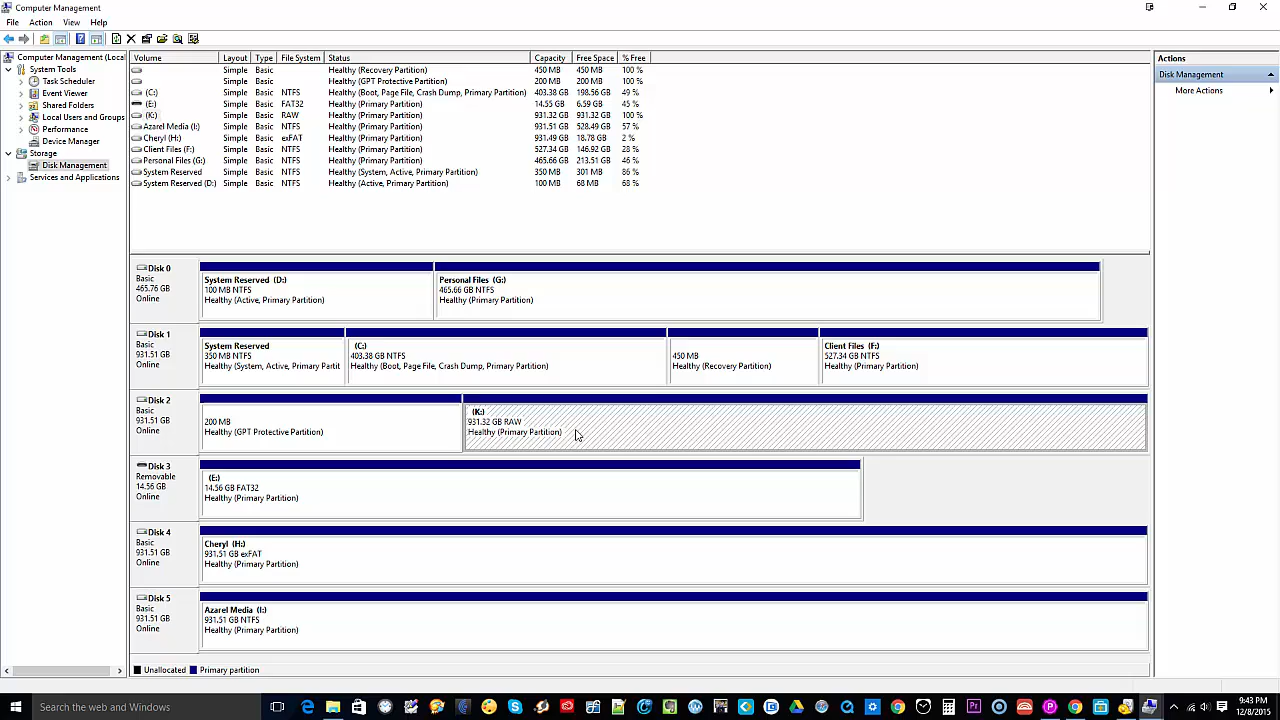 Computer Management
File Action View Help
Computer Management (Local
System Tools
Task Scheduler
Event Viewer
Shared Folders
Local Users and Groups
Performance
Device Manager
Storage
Disk Management
Services and Applications
Volume Layout Type File System Status Capacity Free Space % Free
Simple Basic Healthy (Recovery Partition) 450 MB 450 MB 100 %
Simple Basic Healthy (GPT Protective Partition) 200 MB 200 MB 100 %
(C:) Simple Basic NTFS Healthy (Boot, Page File, Crash Dump, Primary Partition) 403.38 GB 198.56 GB 49 %
(E:) Simple Basic FAT32 Healthy (Primary Partition) 14.55 GB 6.59 GB 45 %
(K:) Simple Basic RAW Healthy (Primary Partition) 931.32 GB 931.32 GB 100 %
Azarel Media (I:) Simple Basic NTFS Healthy (Primary Partition) 931.51 GB 528.49 GB 57 %
Cheryl (H:) Simple Basic exFAT Healthy (Primary Partition) 931.49 GB 18.78 GB 2 %
Client Files (F:) Simple Basic NTFS Healthy (Primary Partition) 527.34 GB 146.92 GB 28 %
Personal Files (G:) Simple Basic NTFS Healthy (Primary Partition) 465.66 GB 213.51 GB 46 %
System Reserved Simple Basic NTFS Healthy (System, Active, Primary Partition) 350 MB 301 MB 86 %
System Reserved (D:) Simple Basic NTFS Healthy (Active, Primary Partition) 100 MB 68 MB 68 %
Disk 0
Basic
465.76 GB
Online
System Reserved (D:)
100 MB NTFS
Healthy (Active, Primary Partition)
Personal Files (G:)
465.66 GB NTFS
Healthy (Primary Partition)
Disk 1
Basic
931.51 GB
Online
System Reserved
350 MB NTFS
Healthy (System, Active, Primary Partit
(C:)
403.38 GB NTFS
Healthy (Boot, Page File, Crash Dump, Primary Partition)
450 MB
Healthy (Recovery Partition)
Client Files (F:)
527.34 GB NTFS
Healthy (Primary Partition)
Disk 2
Basic
931.51 GB
Online
200 MB
Healthy (GPT Protective Partition)
(K:)
931.32 GB RAW
Healthy (Primary Partition)
Disk 3
Removable
14.56 GB
Online
(E:)
14.56 GB FAT32
Healthy (Primary Partition)
Disk 4
Basic
931.51 GB
Online
Cheryl (H:)
931.51 GB exFAT
Healthy (Primary Partition)
Disk 5
Basic
931.51 GB
Online
Azarel Media (I:)
931.51 GB NTFS
Healthy (Primary Partition)
Unallocated Primary partition
Actions
Disk Management
More Actions
Search the web and Windows
9:43 PM
12/8/2015